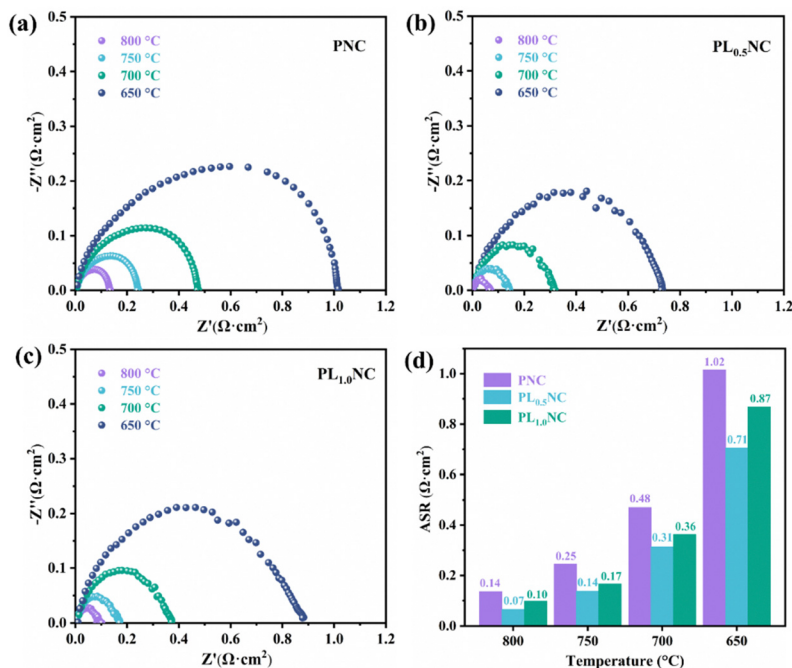 (a)
PNC
800 °C
750 °C
700 °C
650 °C
-Z''(Ω·cm²)
0.5
0.4
0.3
0.2
0.1
0.0
0.0 0.2 0.4 0.6 0.8 1.0 1.2
Z'(Ω·cm²)
(b)
PL₀.₅NC
800 °C
750 °C
700 °C
650 °C
-Z''(Ω·cm²)
0.5
0.4
0.3
0.2
0.1
0.0
0.0 0.2 0.4 0.6 0.8 1.0 1.2
Z'(Ω·cm²)
(c)
PL₁.₀NC
800 °C
750 °C
700 °C
650 °C
-Z''(Ω·cm²)
0.5
0.4
0.3
0.2
0.1
0.0
0.0 0.2 0.4 0.6 0.8 1.0 1.2
Z'(Ω·cm²)
(d)
PNC
PL₀.₅NC
PL₁.₀NC
ASR (Ω·cm²)
1.0
0.8
0.6
0.4
0.2
0.0
0.14 0.07 0.10
0.25 0.14 0.17
0.48 0.31 0.36
1.02 0.71 0.87
800 750 700 650
Temperature (°C)